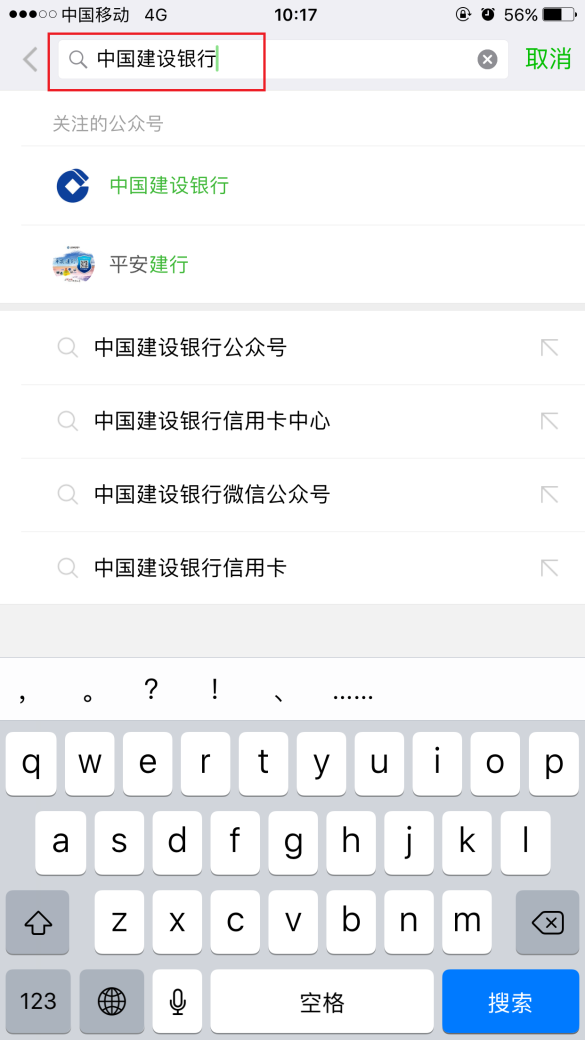 中国移动 4G 10:17 56%
中国建设银行 取消
关注的公众号
中国建设银行
平安建行
中国建设银行公众号
中国建设银行信用卡中心
中国建设银行微信公众号
中国建设银行信用卡
， 。 ？ ！ 、 ……
q w e r t y u i o p
a s d f g h j k l
z x c v b n m
123 空格 搜索